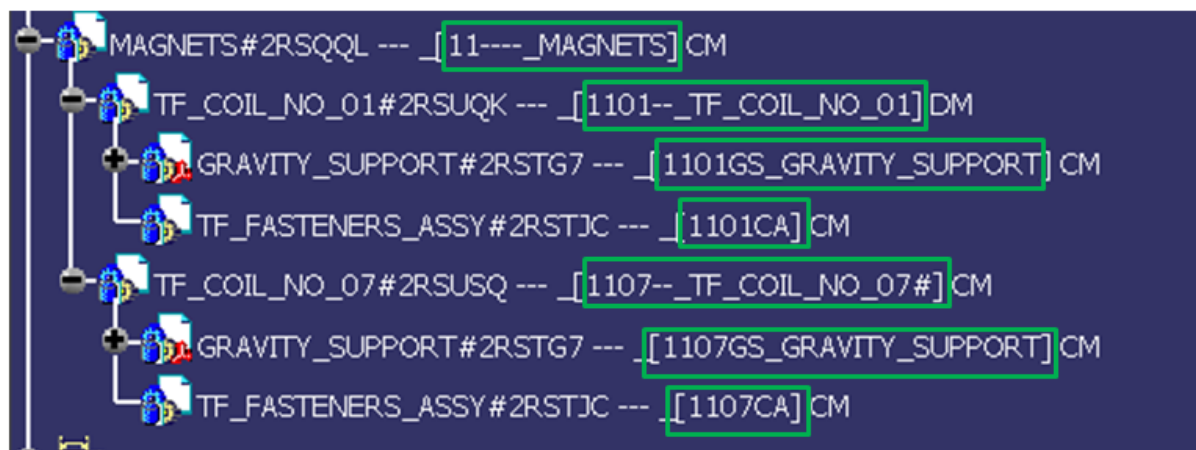 MAGNETS#2RSQQL --- _[11----_MAGNETS] CM
TF_COIL_NO_01#2RSUQK --- _[1101--_TF_COIL_NO_01] DM
GRAVITY_SUPPORT#2RSTG7 --- _[1101GS_GRAVITY_SUPPORT] CM
TF_FASTENERS_ASSY#2RSTJC --- _[1101CA] CM
TF_COIL_NO_07#2RSUSQ --- _[1107--_TF_COIL_NO_07#] CM
GRAVITY_SUPPORT#2RSTG7 --- _[1107GS_GRAVITY_SUPPORT] CM
TF_FASTENERS_ASSY#2RSTJC --- _[1107CA] CM